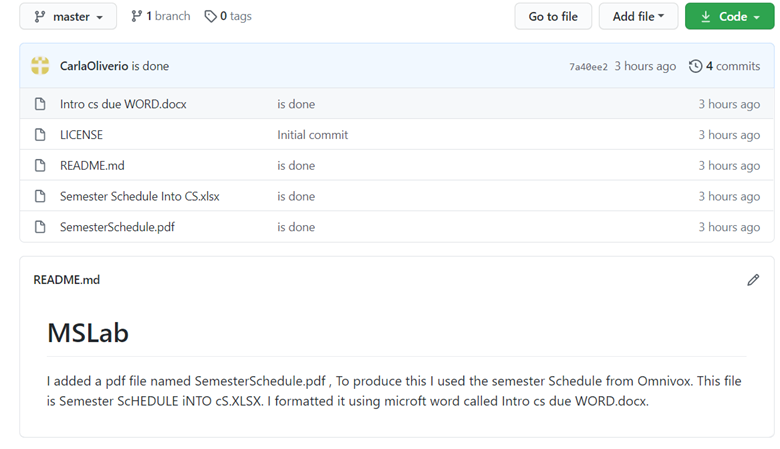 master 1 branch 0 tags Go to file Add file Code
CarlaOliverio is done 7a40ee2 3 hours ago 4 commits
Intro cs due WORD.docx is done 3 hours ago
LICENSE Initial commit 3 hours ago
README.md is done 3 hours ago
Semester Schedule Into CS.xlsx is done 3 hours ago
SemesterSchedule.pdf is done 3 hours ago
README.md
MSLab
I added a pdf file named SemesterSchedule.pdf , To produce this I used the semester Schedule from Omnivox. This file
is Semester ScHEDULE iNTO cS.XLSX. I formatted it using microft word called Intro cs due WORD.docx.